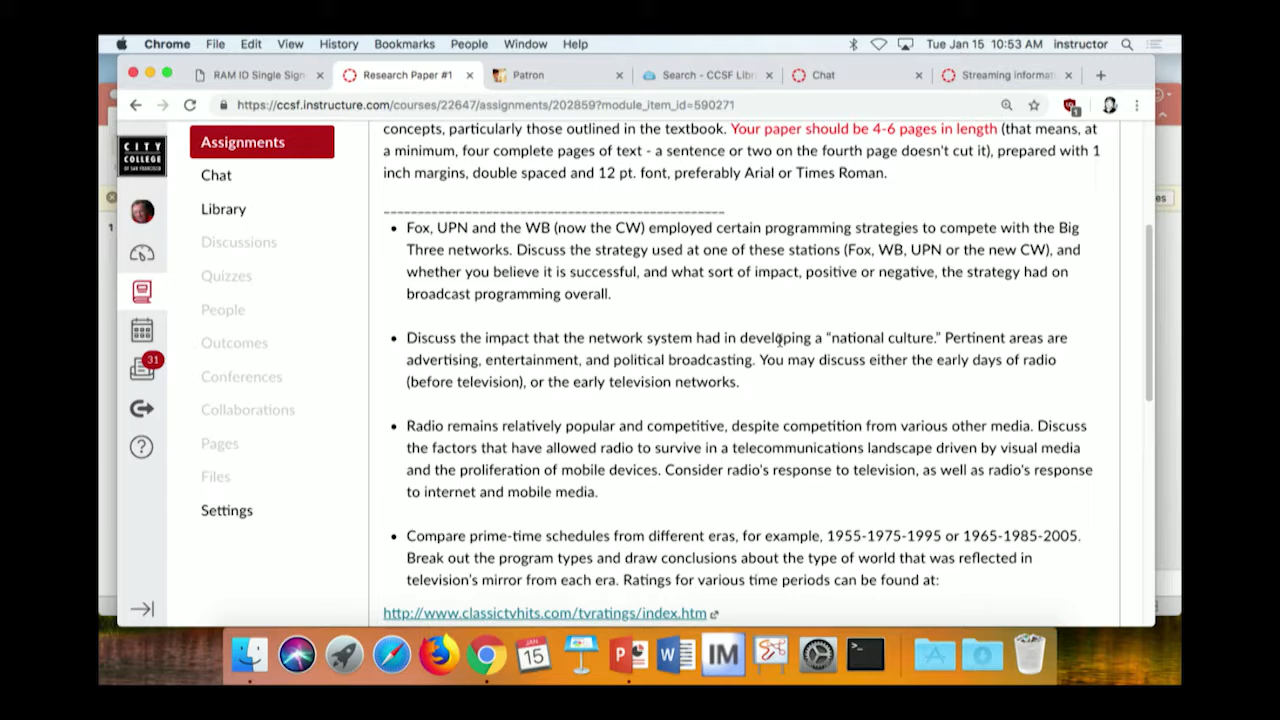 Chrome File Edit View History Bookmarks People Window Help Tue Jan 15 10:53 AM instructor
RAM ID Single Sign Research Paper #1 Patron Search - CCSF Libr Chat Streaming informat
https://ccsf.instructure.com/courses/22647/assignments/202859?module_item_id=590271
CITY
COLLEGE
OF SAN FRANCISCO
31
Assignments
Chat
Library
Discussions
Quizzes
People
Outcomes
Conferences
Collaborations
Pages
Files
Settings
concepts, particularly those outlined in the textbook. Your paper should be 4-6 pages in length (that means, at
a minimum, four complete pages of text - a sentence or two on the fourth page doesn't cut it), prepared with 1
inch margins, double spaced and 12 pt. font, preferably Arial or Times Roman.
________________________________________________
• Fox, UPN and the WB (now the CW) employed certain programming strategies to compete with the Big
Three networks. Discuss the strategy used at one of these stations (Fox, WB, UPN or the new CW), and
whether you believe it is successful, and what sort of impact, positive or negative, the strategy had on
broadcast programming overall.
• Discuss the impact that the network system had in developing a “national culture.” Pertinent areas are
advertising, entertainment, and political broadcasting. You may discuss either the early days of radio
(before television), or the early television networks.
• Radio remains relatively popular and competitive, despite competition from various other media. Discuss
the factors that have allowed radio to survive in a telecommunications landscape driven by visual media
and the proliferation of mobile devices. Consider radio's response to television, as well as radio's response
to internet and mobile media.
• Compare prime-time schedules from different eras, for example, 1955-1975-1995 or 1965-1985-2005.
Break out the program types and draw conclusions about the type of world that was reflected in
television's mirror from each era. Ratings for various time periods can be found at:
http://www.classictvhits.com/tvratings/index.htm
JAN
15
P
W
IM